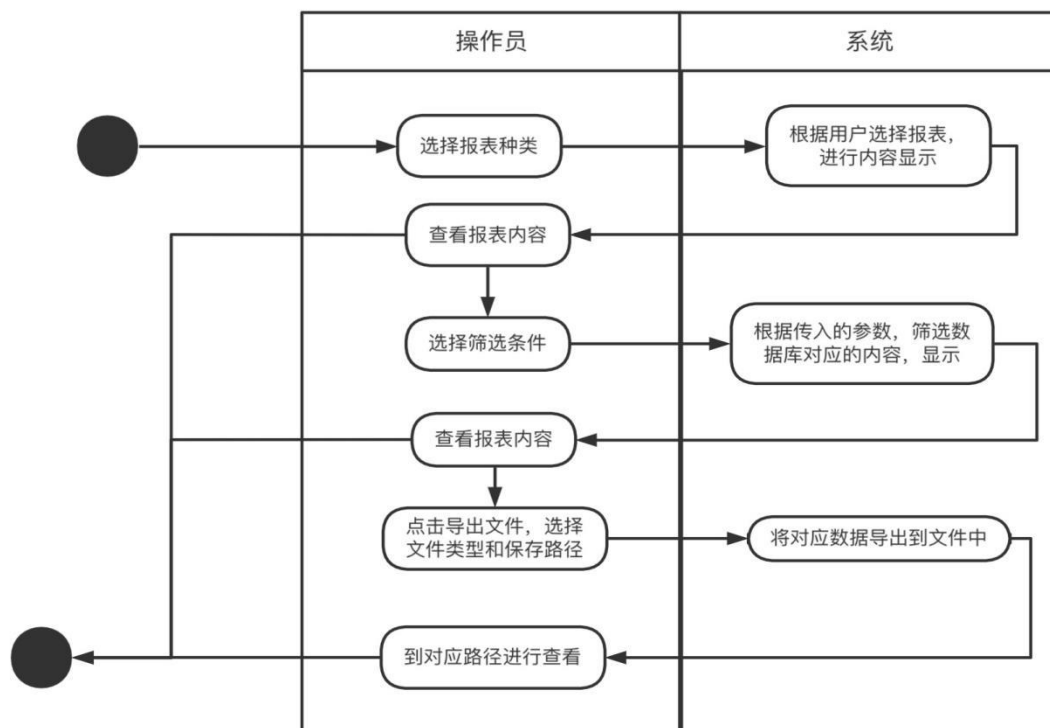 操作员
系统
选择报表种类
根据用户选择报表，
进行内容显示
查看报表内容
选择筛选条件
根据传入的参数，筛选数
据库对应的内容，显示
查看报表内容
点击导出文件，选择
文件类型和保存路径
将对应数据导出到文件中
到对应路径进行查看